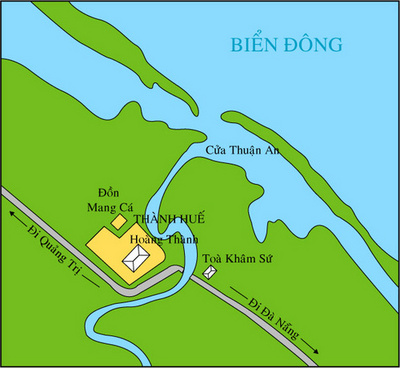 BIỂN ĐÔNG
Cửa Thuận An
Đồn
Mang Cá
THÀNH HUẾ
Hoàng Thành
Toà Khâm Sứ
Đi Quảng Trị
Đi Đà Nẵng